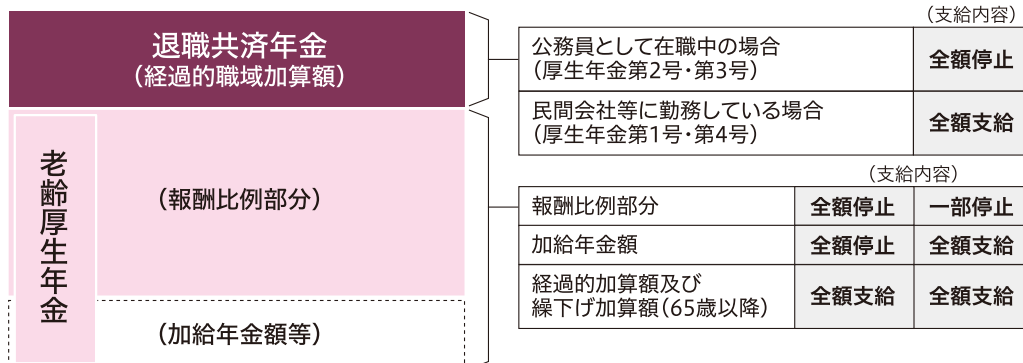 退職共済年金
（経過的職域加算額）
老齢厚生年金
（報酬比例部分）
（加給年金額等）
（支給内容）
公務員として在職中の場合
（厚生年金第2号・第3号）
全額停止
民間会社等に勤務している場合
（厚生年金第1号・第4号）
全額支給
（支給内容）
報酬比例部分
全額停止
一部停止
加給年金額
全額停止
全額支給
経過的加算額及び
繰下げ加算額（65歳以降）
全額支給
全額支給